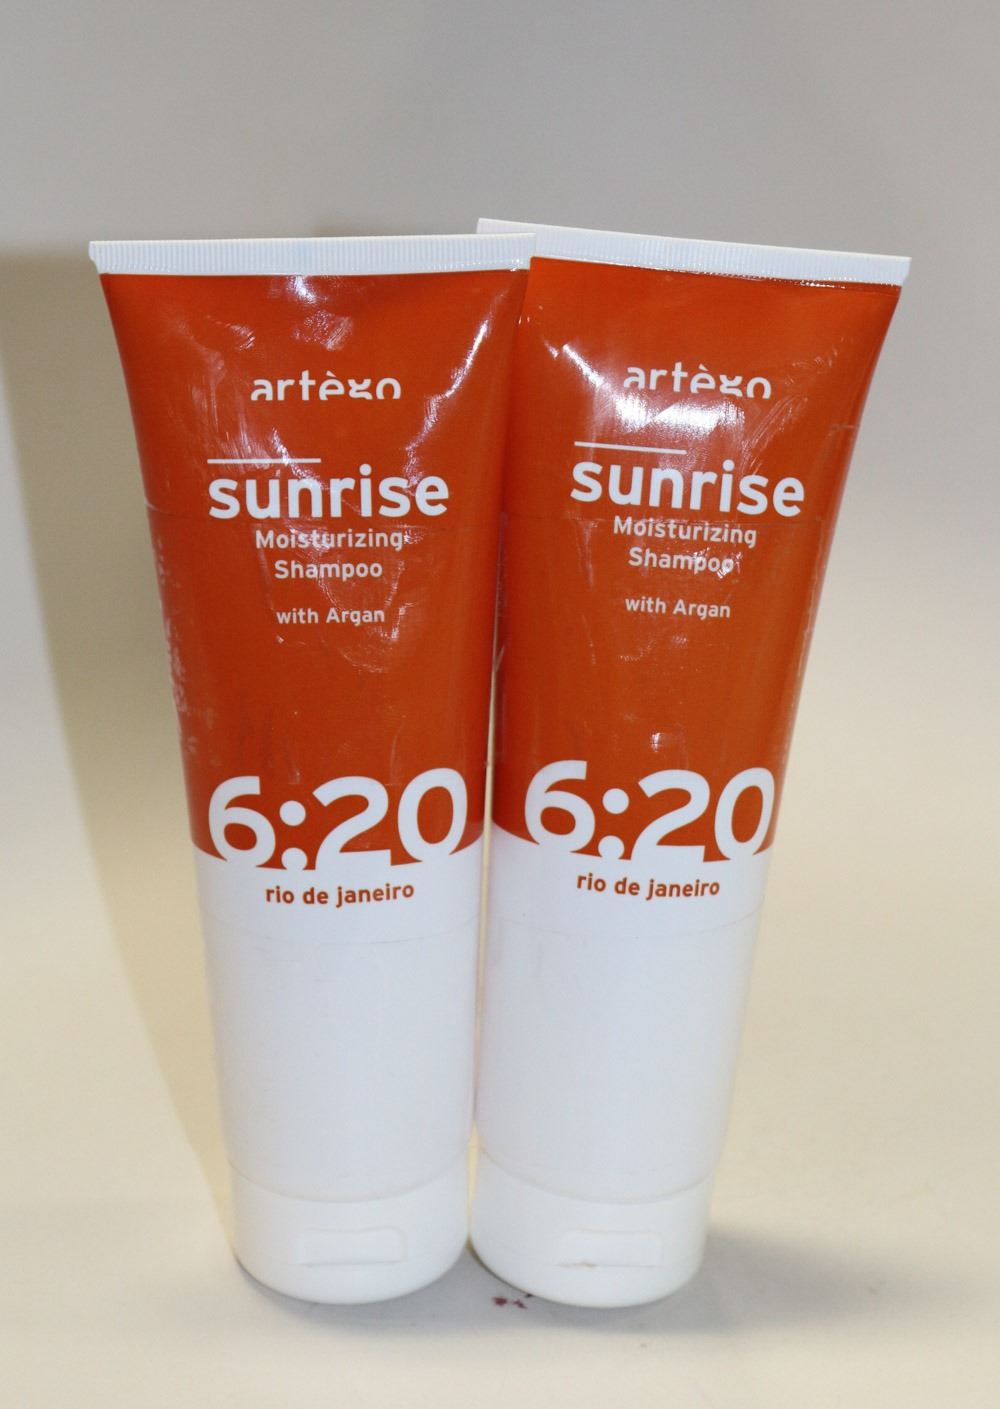 artègo
sunrise
Moisturizing
Shampoo
with Argan
6:20
rio de janeiro
artègo
sunrise
Moisturizing
Shampoo
with Argan
6:20
rio de janeiro